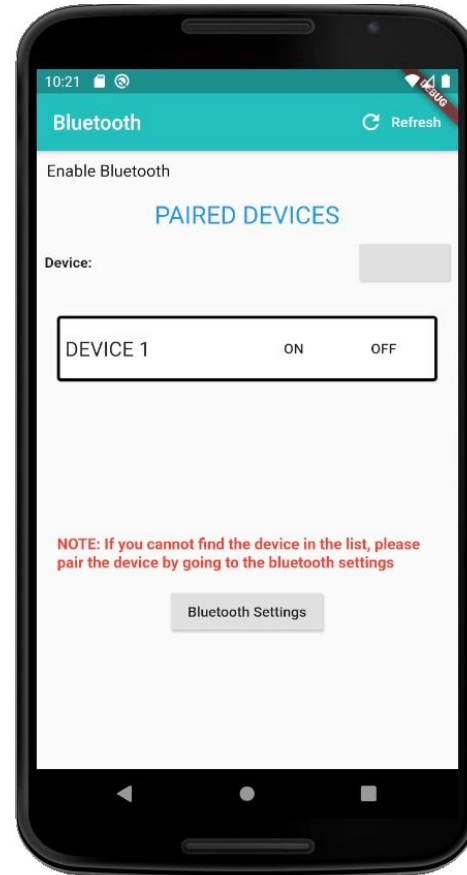 10:21
DEBUG
Bluetooth
Refresh
Enable Bluetooth
PAIRED DEVICES
Device:
DEVICE 1 ON OFF
NOTE: If you cannot find the device in the list, please
pair the device by going to the bluetooth settings
Bluetooth Settings